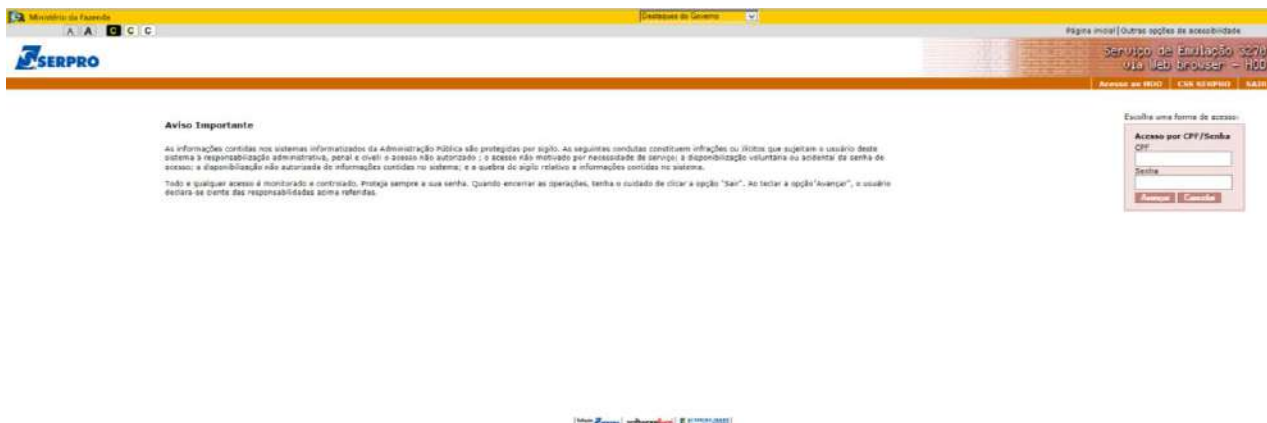 Ministério da Fazenda
Destaques do Governo
A A C C C
Página inicial | Outras opções de acessibilidade
SERPRO
Serviço de Emulação 3270
via Web browser - HOD
Acesso ao HOD | CSS SERPRO | SAIR
Escolha uma forma de acesso:
Aviso Importante
As informações contidas nos sistemas informatizados da Administração Pública são protegidas por sigilo. As seguintes condutas constituem infrações ou ilícitos que sujeitam o usuário deste
sistema à responsabilização administrativa, penal e cível: o acesso não autorizado ; o acesso não motivado por necessidade de serviço; a disponibilização voluntária ou acidental da senha de
acesso; a disponibilização não autorizada de informações contidas no sistema; e a quebra do sigilo relativo a informações contidas no sistema.
Todo e qualquer acesso é monitorado e controlado. Proteja sempre a sua senha. Quando encerrar as operações, tenha o cuidado de clicar a opção "Sair". Ao teclar a opção "Avançar", o usuário
declara-se ciente das responsabilidades acima referidas.
Acesso por CPF/Senha
CPF
Senha
Avançar Cancelar